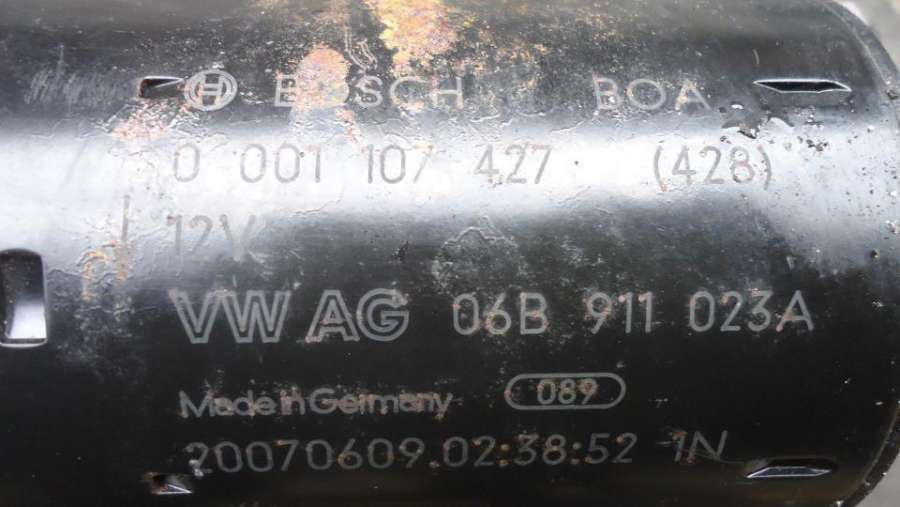 BOSCH BOA
0 001 107 427 (428)
12V
VW AG 06B 911 023A
Made in Germany 089
20070609.02:38:52 1N